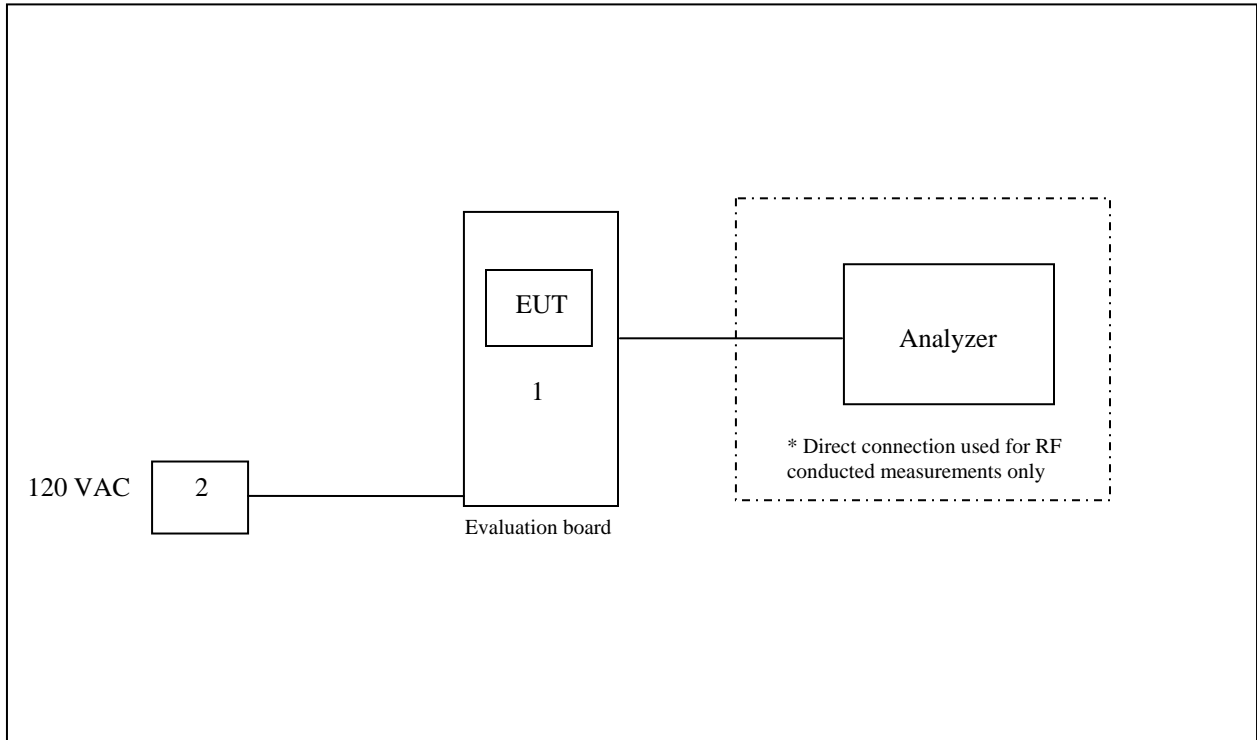 EUT
1
Analyzer
* Direct connection used for RF
conducted measurements only
120 VAC
2
Evaluation board